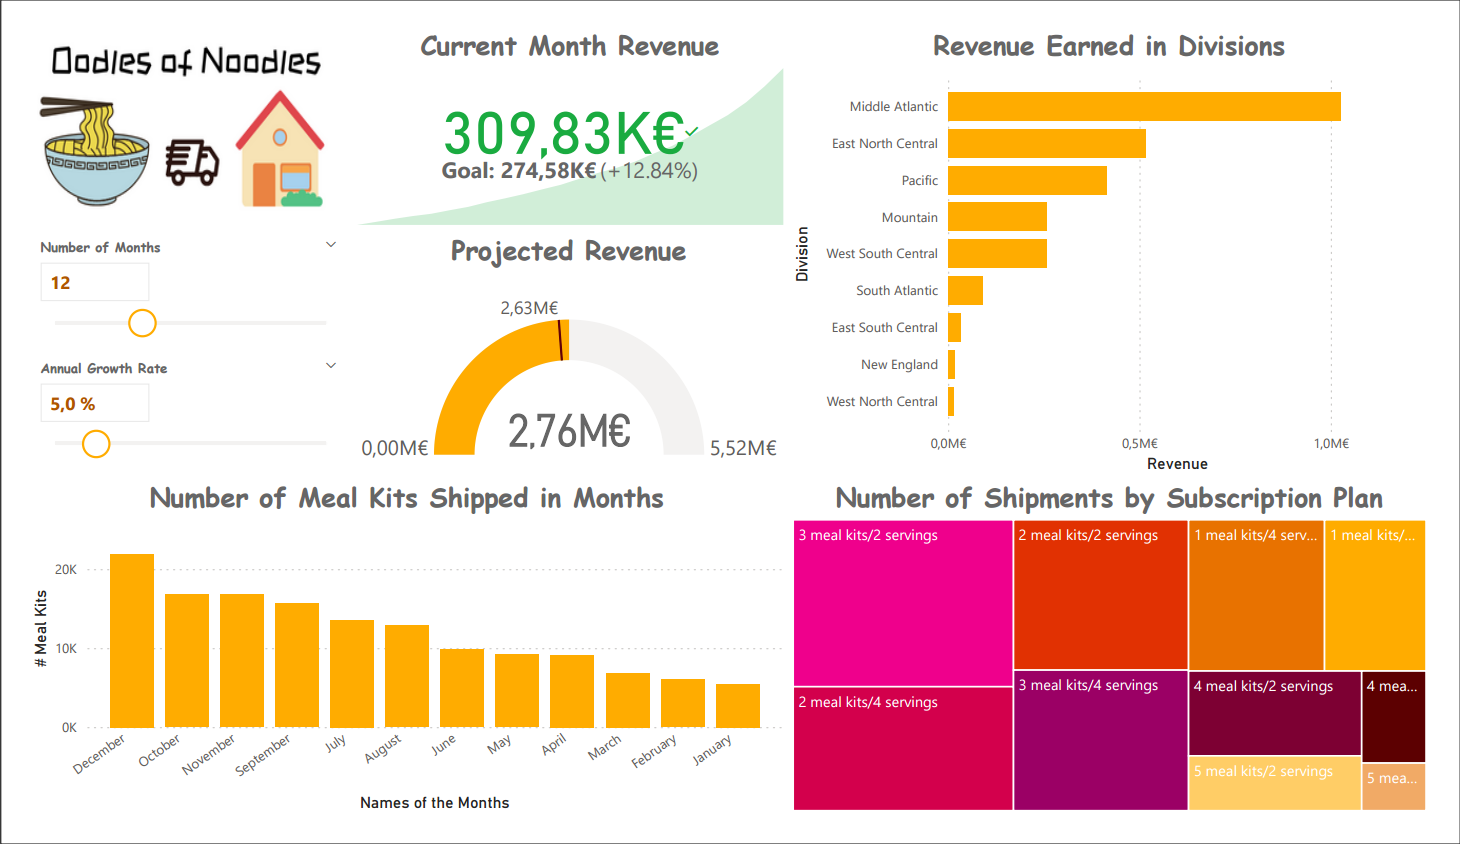 Oodles of Noodles
Number of Months
12
Annual Growth Rate
5,0 %
Current Month Revenue
309,83K€
Goal: 274,58K€ (+12.84%)
Projected Revenue
2,63M€
0,00M€
2,76M€
5,52M€
Revenue Earned in Divisions
Division
Middle Atlantic
East North Central
Pacific
Mountain
West South Central
South Atlantic
East South Central
New England
West North Central
0,0M€ 0,5M€ 1,0M€
Revenue
Number of Meal Kits Shipped in Months
# Meal Kits
20K
10K
0K
December October November September July August June May April March February January
Names of the Months
Number of Shipments by Subscription Plan
3 meal kits/2 servings
2 meal kits/2 servings
1 meal kits/4 serv...
1 meal kits/...
2 meal kits/4 servings
3 meal kits/4 servings
4 meal kits/2 servings
4 mea...
5 meal kits/2 servings
5 mea...